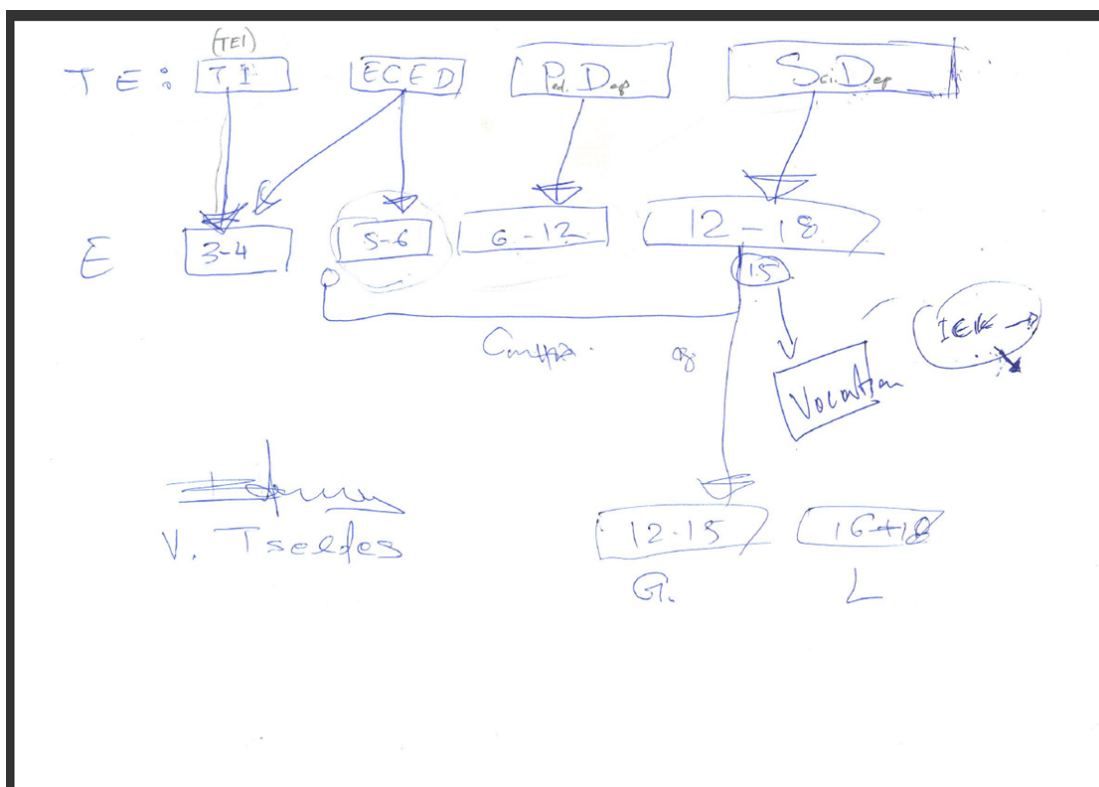 (TEI)
TE: TI ECED Ped. Dep Sci. Dep
E 3-4 5-6 6-12 12-18
15
IEK
Vocation
V. Tseles
12-15 16+18
G. L